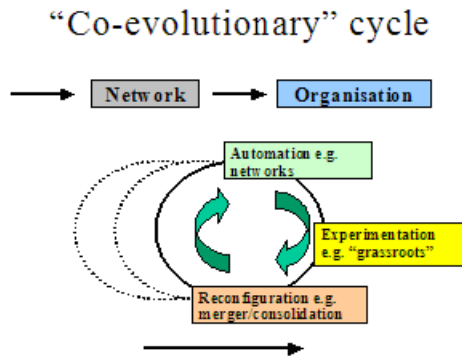 “Co-evolutionary” cycle
Network
Organisation
Automation e.g.
networks
Experimentation
e.g. “grassroots”
Reconfiguration e.g.
merger/consolidation